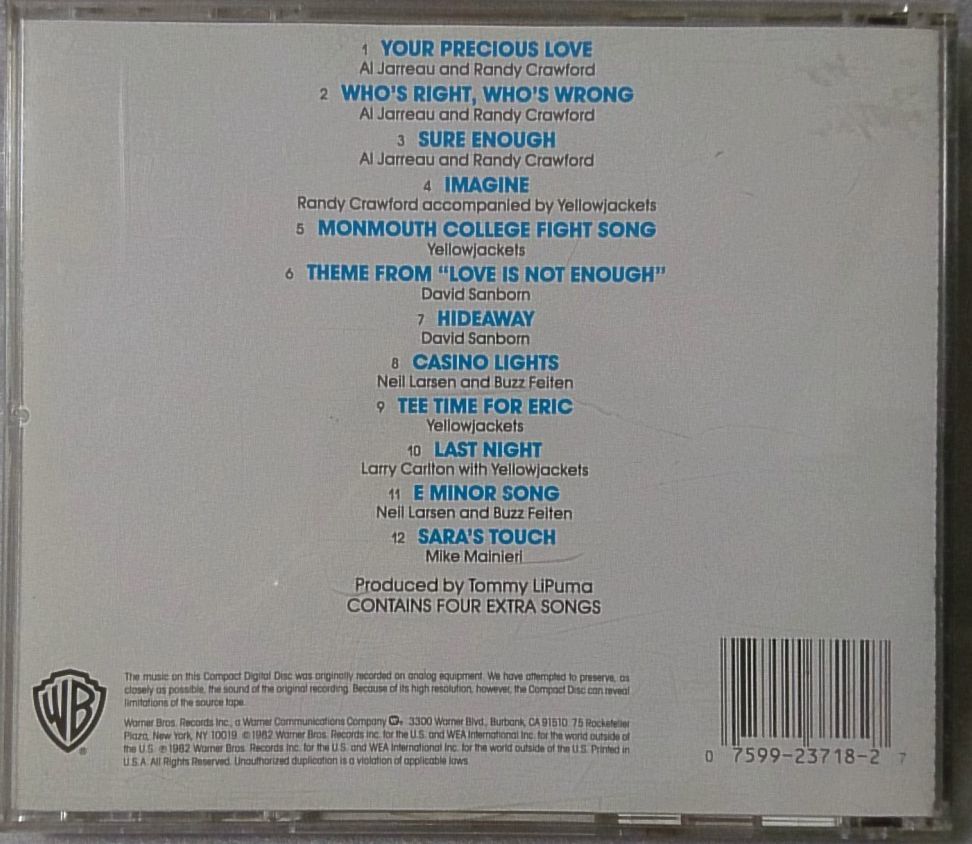 1 YOUR PRECIOUS LOVE
Al Jarreau and Randy Crawford
2 WHO'S RIGHT, WHO'S WRONG
Al Jarreau and Randy Crawford
3 SURE ENOUGH
Al Jarreau and Randy Crawford
4 IMAGINE
Randy Crawford accompanied by Yellowjackets
5 MONMOUTH COLLEGE FIGHT SONG
Yellowjackets
6 THEME FROM “LOVE IS NOT ENOUGH”
David Sanborn
7 HIDEAWAY
David Sanborn
8 CASINO LIGHTS
Neil Larsen and Buzz Feiten
9 TEE TIME FOR ERIC
Yellowjackets
10 LAST NIGHT
Larry Carlton with Yellowjackets
11 E MINOR SONG
Neil Larsen and Buzz Feiten
12 SARA'S TOUCH
Mike Mainieri
Produced by Tommy LiPuma
CONTAINS FOUR EXTRA SONGS
The music on this Compact Digital Disc was originally recorded on analog equipment. We have attempted to preserve, as
closely as possible, the sound of the original recording. Because of its high resolution, however, the Compact Disc can reveal
limitations of the source tape.
Warner Bros. Records Inc., a Warner Communications Company W. 3300 Warner Blvd., Burbank, CA 91510. 75 Rockefeller
Plaza, New York, NY 10019. © 1982 Warner Bros. Records Inc. for the U.S. and WEA International Inc. for the world outside of
the U.S. ℗ 1982 Warner Bros. Records Inc. for the U.S. and WEA International Inc. for the world outside of the U.S. Printed in
U.S.A. All Rights Reserved. Unauthorized duplication is a violation of applicable laws.
WB ®
0 7599-23718-2 7